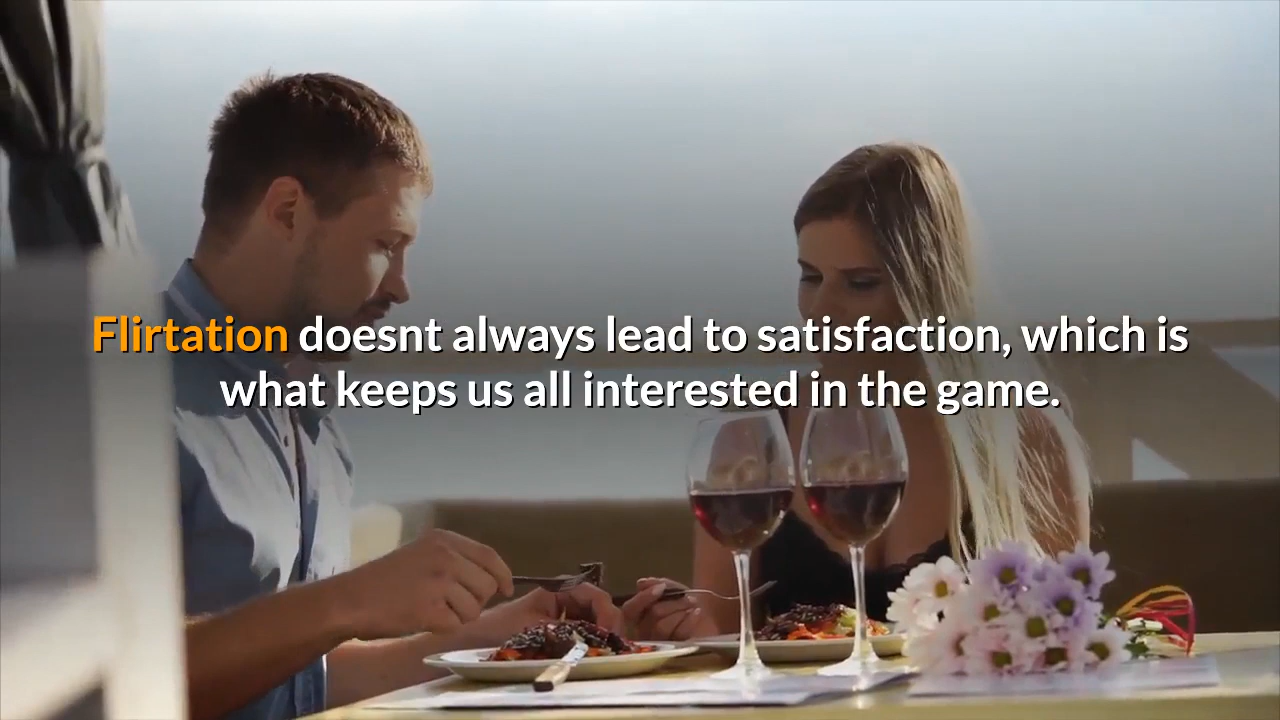 Flirtation doesnt always lead to satisfaction, which is
what keeps us all interested in the game.